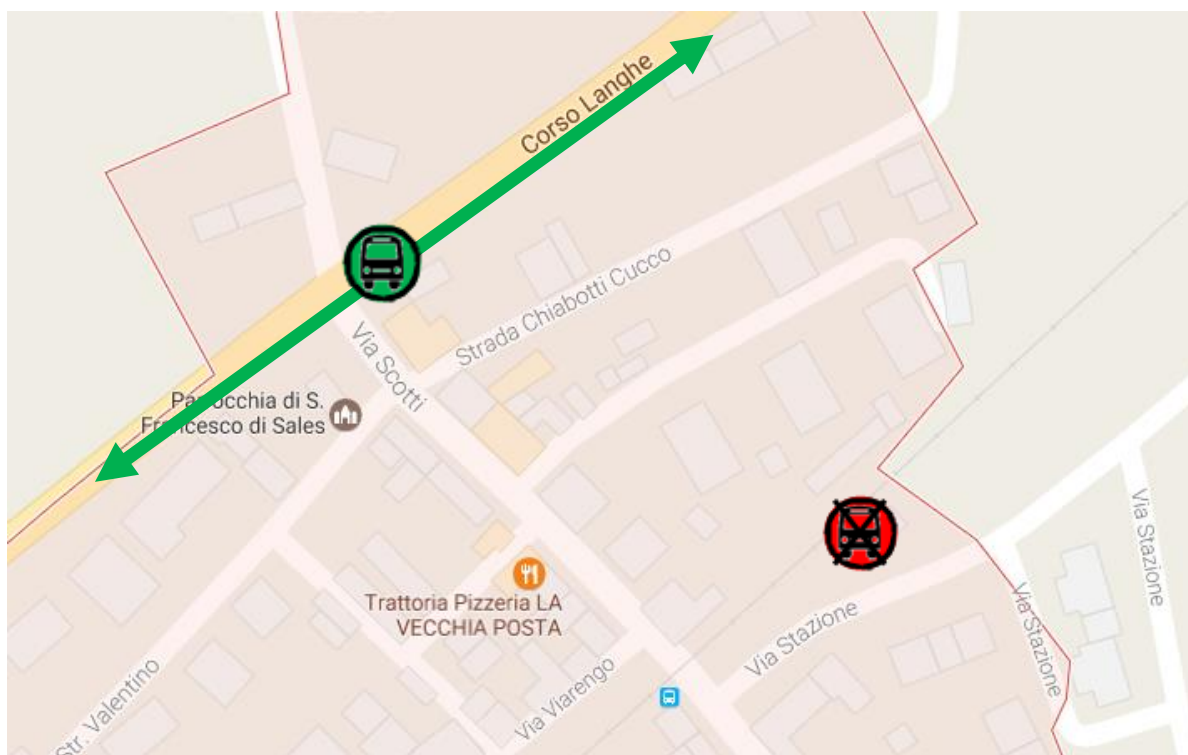 Corso Langhe
Strada Chiabotti Cucco
Via Scotti
Parrocchia di S.
Francesco di Sales
Trattoria Pizzeria LA
VECCHIA POSTA
Via Stazione
Via Stazione
Via Stazione
Via Viarengo
Str. Valentino